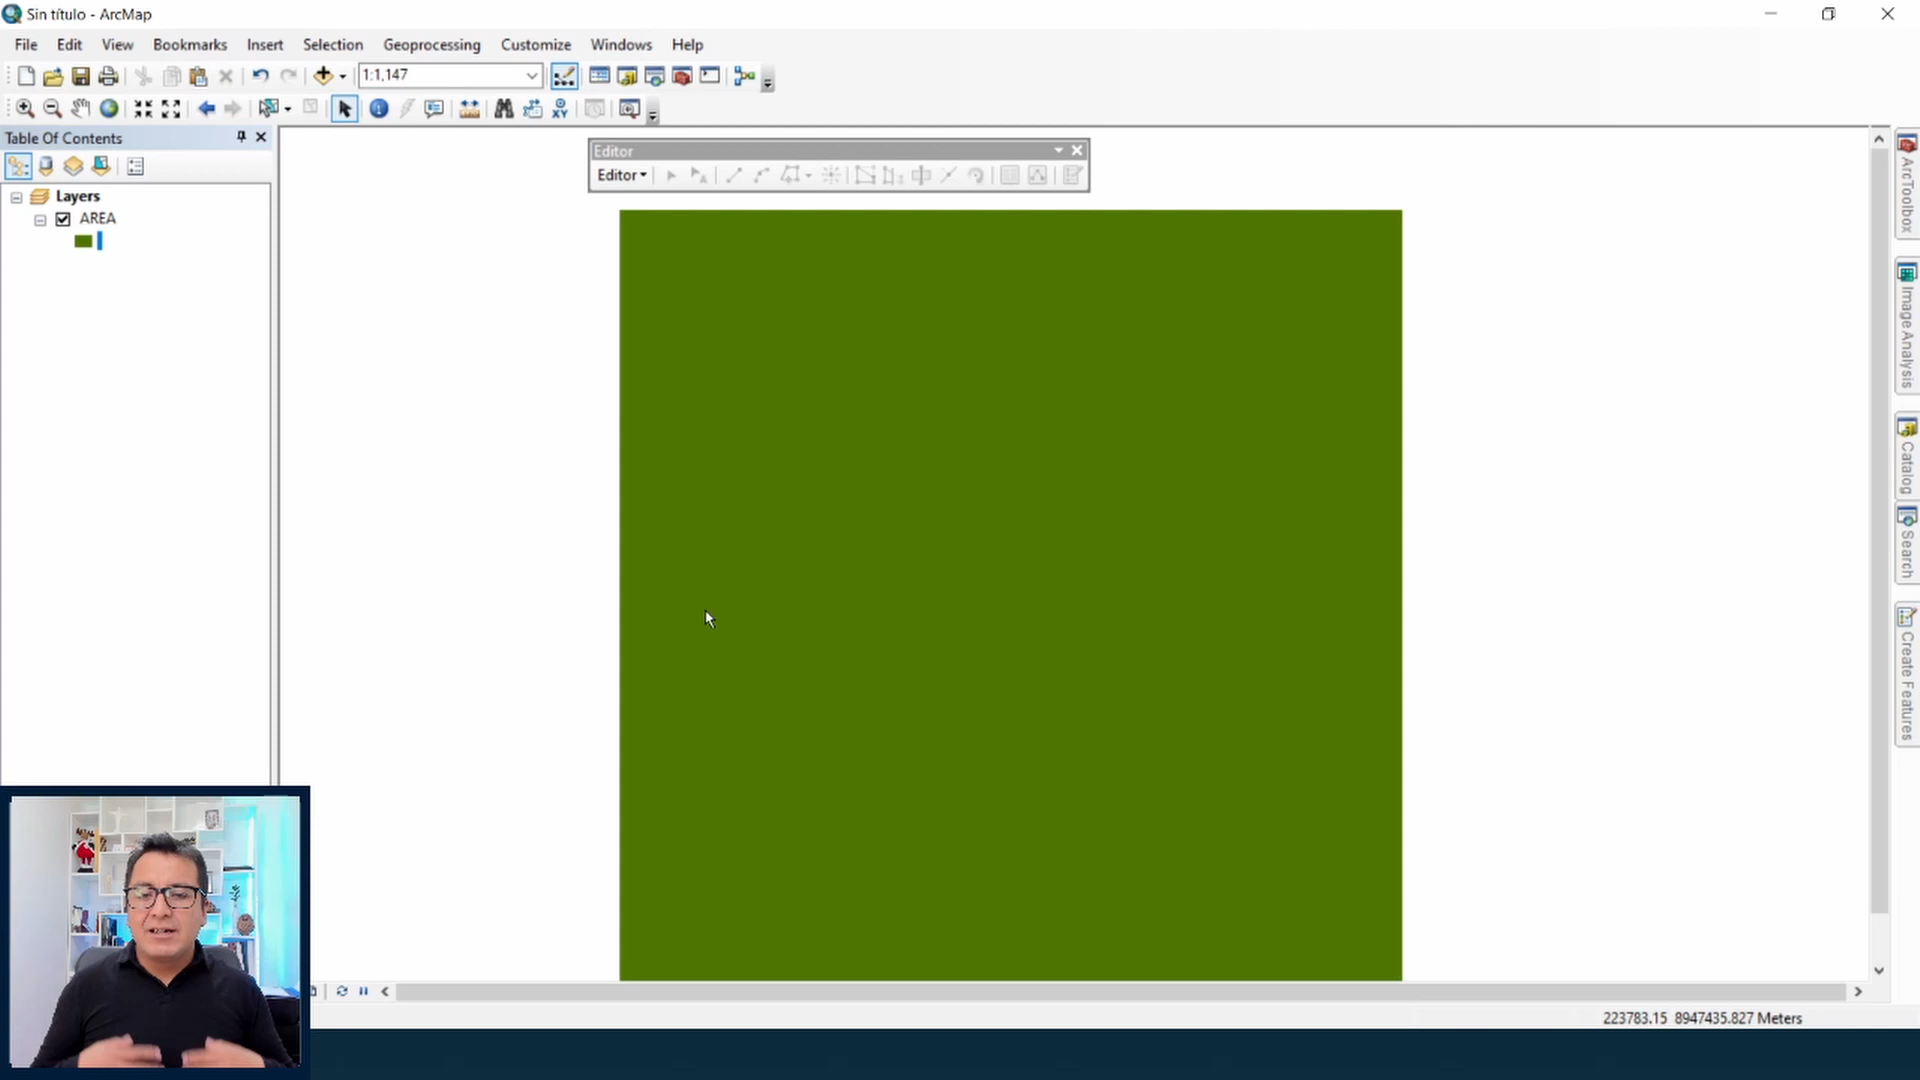 Sin título - ArcMap
File Edit View Bookmarks Insert Selection Geoprocessing Customize Windows Help
1:1,147
Table Of Contents
Layers
AREA
Editor
Editor
ArcToolbox
Image Analysis
Catalog
Search
Create Features
223783.15 8947435.827 Meters